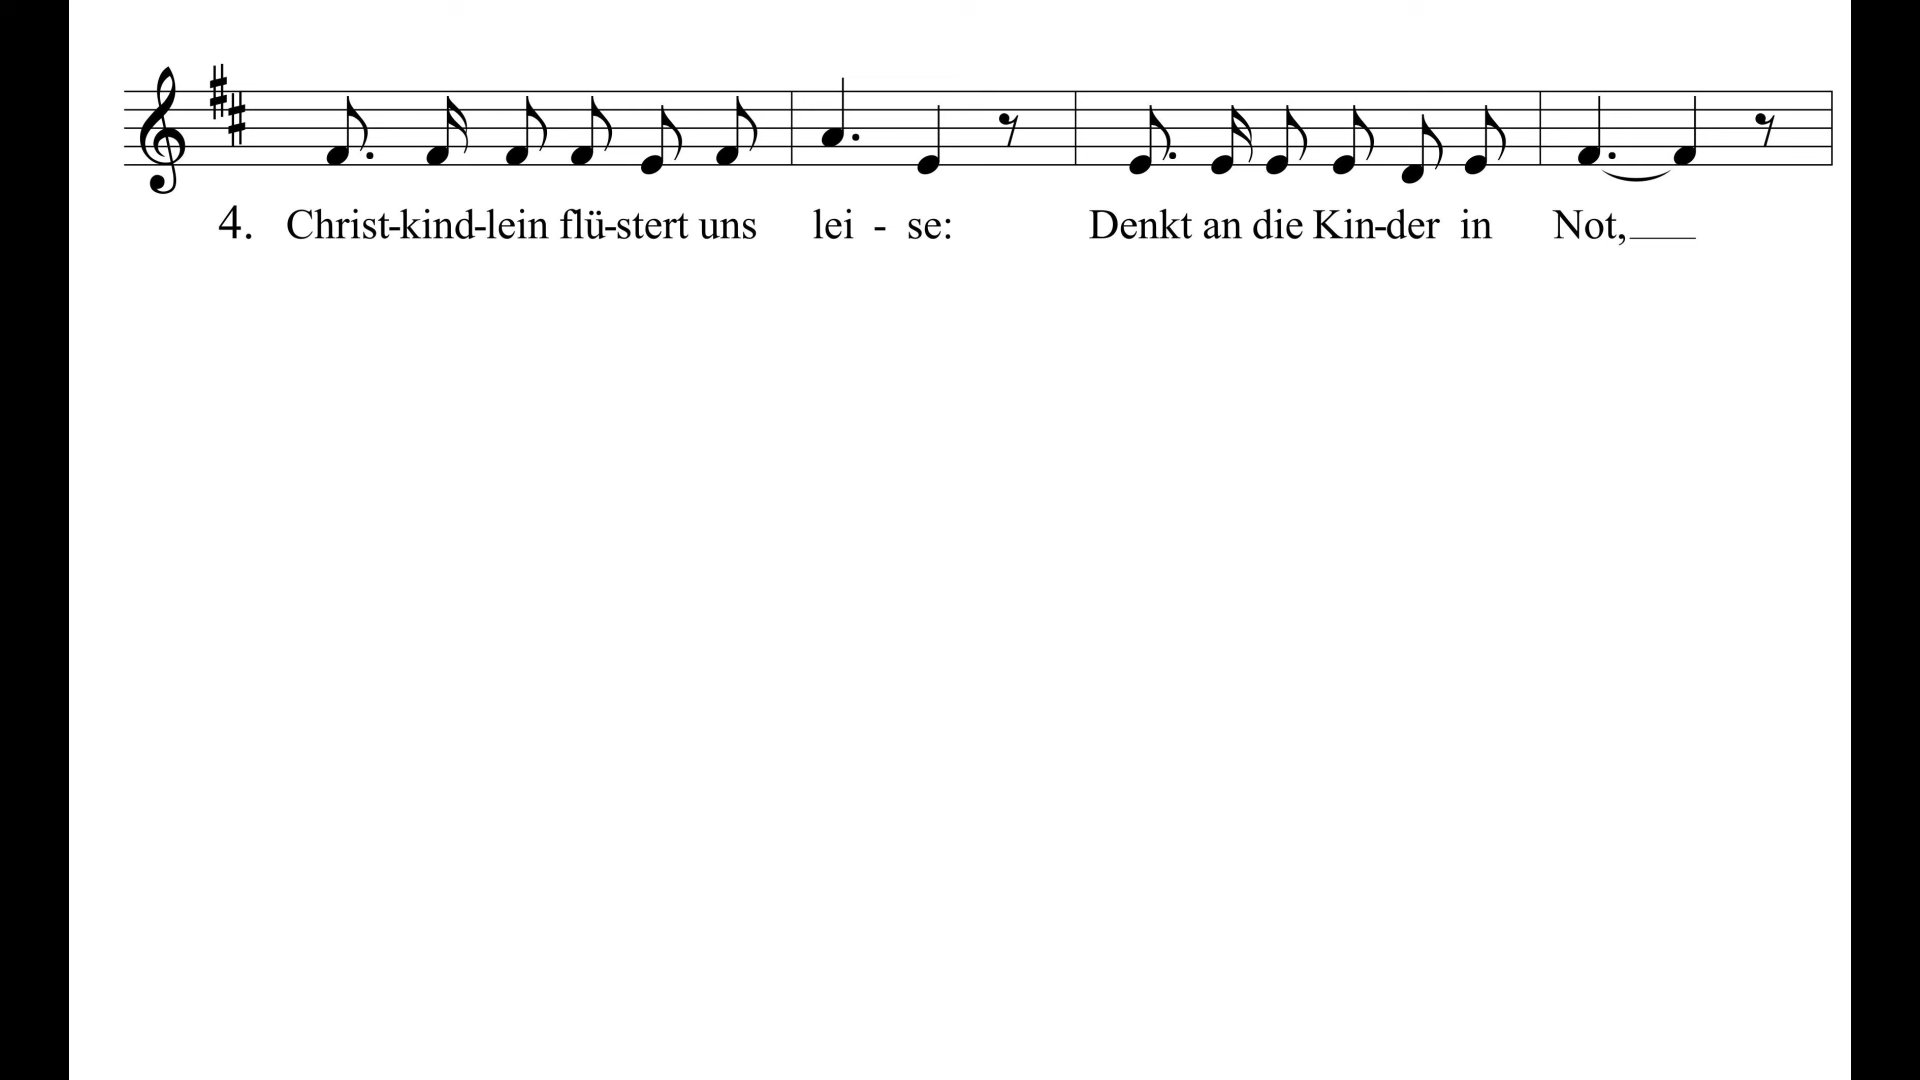 4. Christ-kind-lein flü-stert uns lei - se: Denkt an die Kin-der in Not,